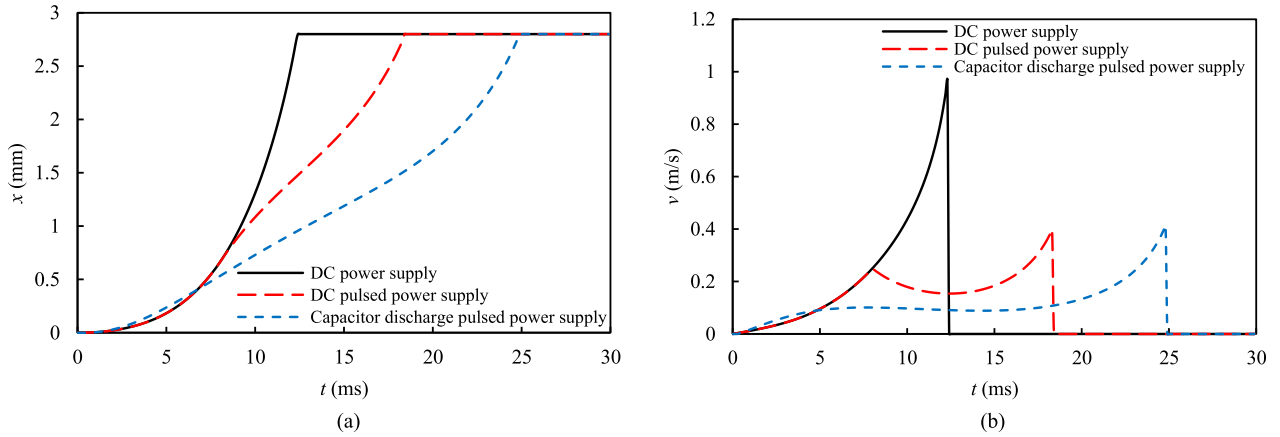 3
2.5
2
1.5
1
0.5
0
x (mm)
DC power supply
DC pulsed power supply
Capacitor discharge pulsed power supply
0 5 10 15 20 25 30
t (ms)
(a)
1.2
1
0.8
0.6
0.4
0.2
0
v (m/s)
DC power supply
DC pulsed power supply
Capacitor discharge pulsed power supply
0 5 10 15 20 25 30
t (ms)
(b)